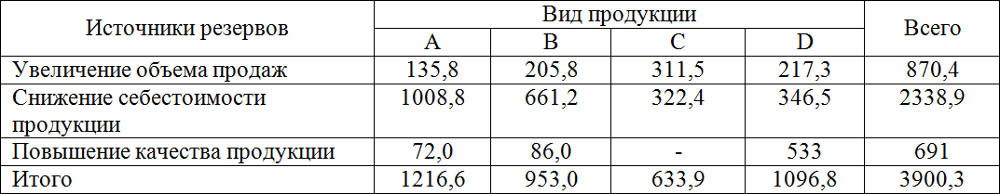 Источники резервов Вид продукции Всего
A B C D
Увеличение объема продаж 135,8 205,8 311,5 217,3 870,4
Снижение себестоимости
продукции 1008,8 661,2 322,4 346,5 2338,9
Повышение качества продукции 72,0 86,0 - 533 691
Итого 1216,6 953,0 633,9 1096,8 3900,3